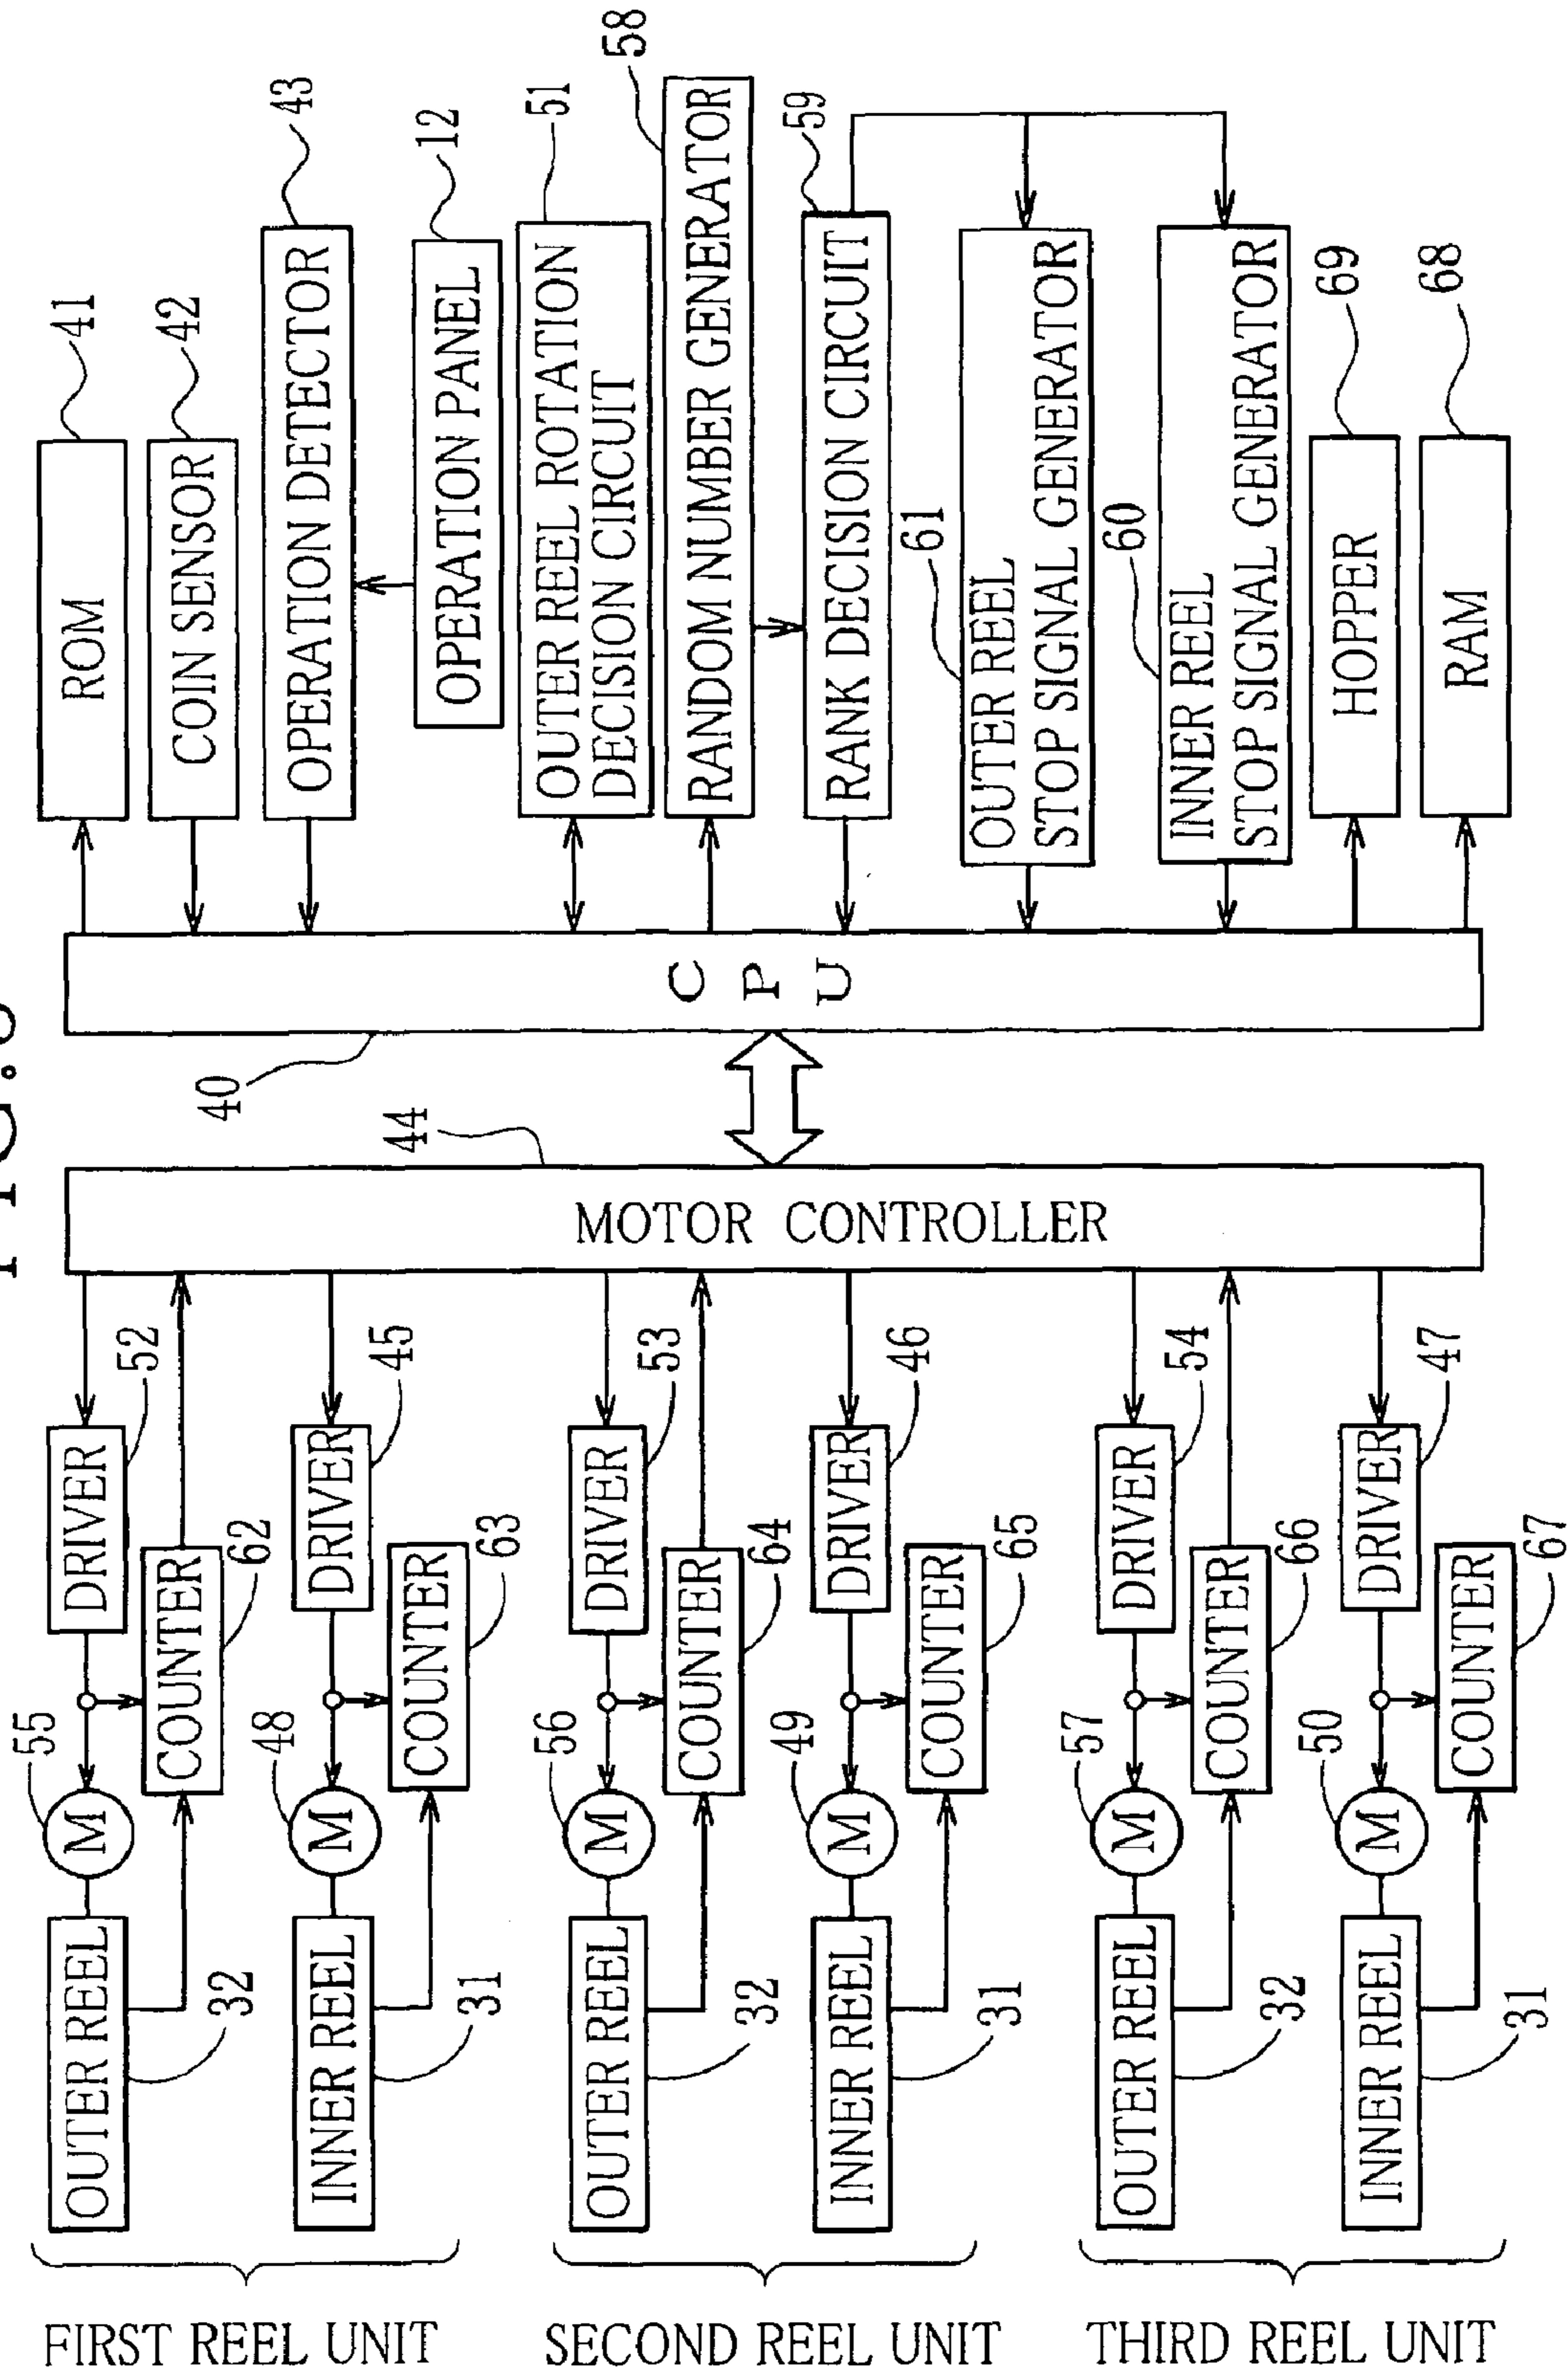 FIRST REEL UNIT
OUTER REEL
32
M
55
DRIVER
52
COUNTER
62
INNER REEL
31
M
48
DRIVER
45
COUNTER
63
SECOND REEL UNIT
OUTER REEL
32
M
56
DRIVER
53
COUNTER
64
INNER REEL
31
M
49
DRIVER
46
COUNTER
65
THIRD REEL UNIT
OUTER REEL
32
M
57
DRIVER
54
COUNTER
66
INNER REEL
31
M
50
DRIVER
47
COUNTER
67
MOTOR CONTROLLER
44
CPU
40
ROM
41
COIN SENSOR
42
OPERATION DETECTOR
43
OPERATION PANEL
12
OUTER REEL ROTATION
DECISION CIRCUIT
51
RANDOM NUMBER GENERATOR
58
RANK DECISION CIRCUIT
59
OUTER REEL
STOP SIGNAL GENERATOR
61
INNER REEL
STOP SIGNAL GENERATOR
60
HOPPER
69
RAM
68